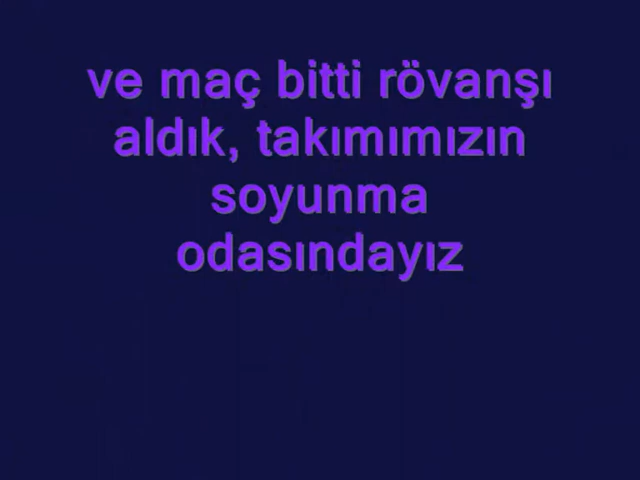 ve maç bitti rövanşı
aldık, takımımızın
soyunma
odasındayız